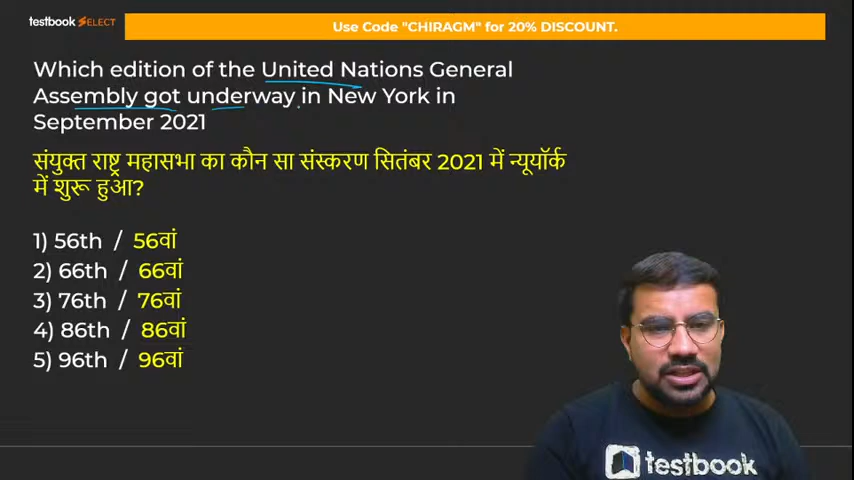 testbook SELECT
Use Code "CHIRAGM" for 20% DISCOUNT.
Which edition of the United Nations General
Assembly got underway in New York in
September 2021
संयुक्त राष्ट्र महासभा का कौन सा संस्करण सितंबर 2021 में न्यूयॉर्क
में शुरू हुआ?
1) 56th / 56वां
2) 66th / 66वां
3) 76th / 76वां
4) 86th / 86वां
5) 96th / 96वां
testbook